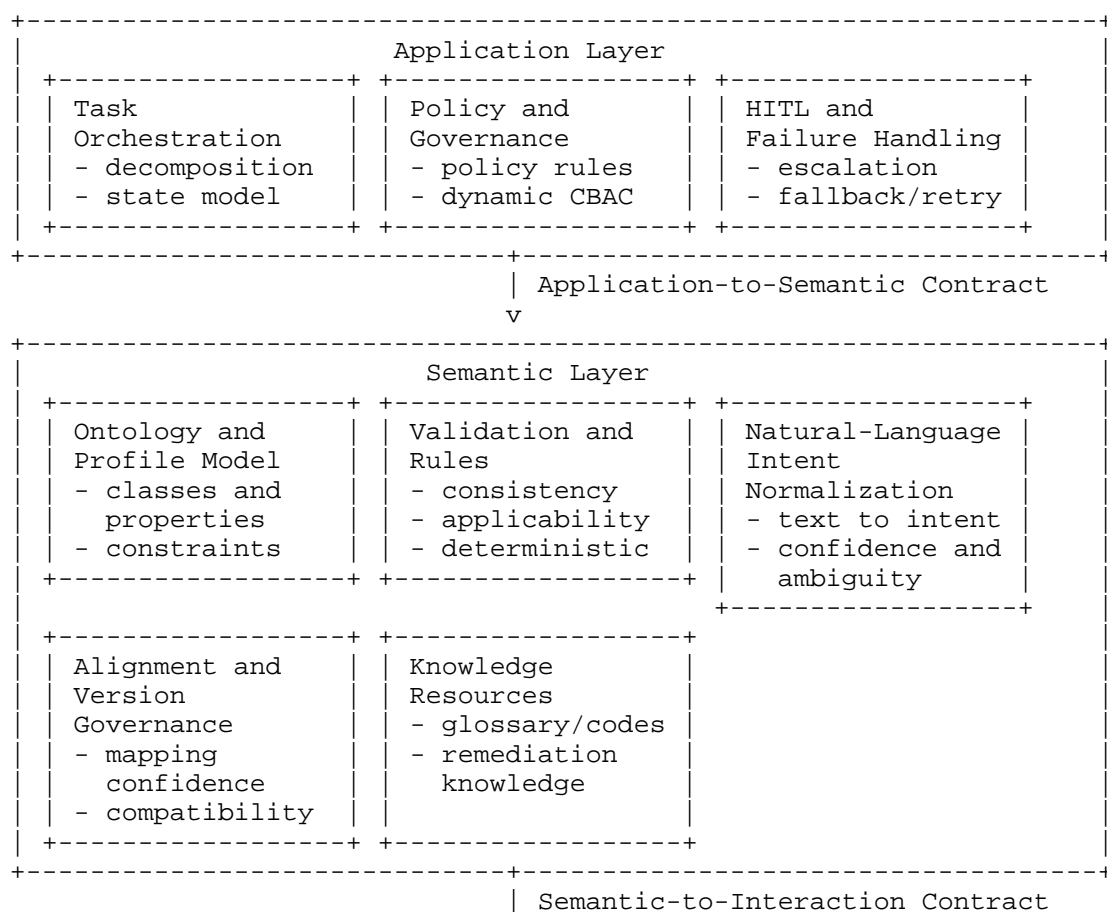 +-------------------------------------------------------------------+
|                       Application Layer                           |
| +------------------+ +------------------+ +------------------+    |
| | Task             | | Policy and       | | HITL and         |    |
| | Orchestration    | | Governance       | | Failure Handling |    |
| | - decomposition  | | - policy rules   | | - escalation     |    |
| | - state model    | | - dynamic CBAC   | | - fallback/retry |    |
| +------------------+ +------------------+ +------------------+    |
+------------------------------+------------------------------------+
                               | Application-to-Semantic Contract
                               v
+-------------------------------------------------------------------+
|                         Semantic Layer                            |
| +------------------+ +------------------+ +------------------+    |
| | Ontology and     | | Validation and   | | Natural-Language |    |
| | Profile Model    | | Rules            | | Intent           |    |
| | - classes and    | | - consistency    | | Normalization    |    |
| |   properties     | | - applicability  | | - text to intent |    |
| | - constraints    | | - deterministic  | | - confidence and |    |
| +------------------+ +------------------+ |   ambiguity      |    |
|                                           +------------------+    |
| +------------------+ +------------------+                         |
| | Alignment and    | | Knowledge        |                         |
| | Version          | | Resources        |                         |
| | Governance       | | - glossary/codes |                         |
| | - mapping        | | - remediation    |                         |
| |   confidence     | |   knowledge      |                         |
| | - compatibility  | |                  |                         |
| +------------------+ +------------------+                         |
+------------------------------+------------------------------------+
                               | Semantic-to-Interaction Contract